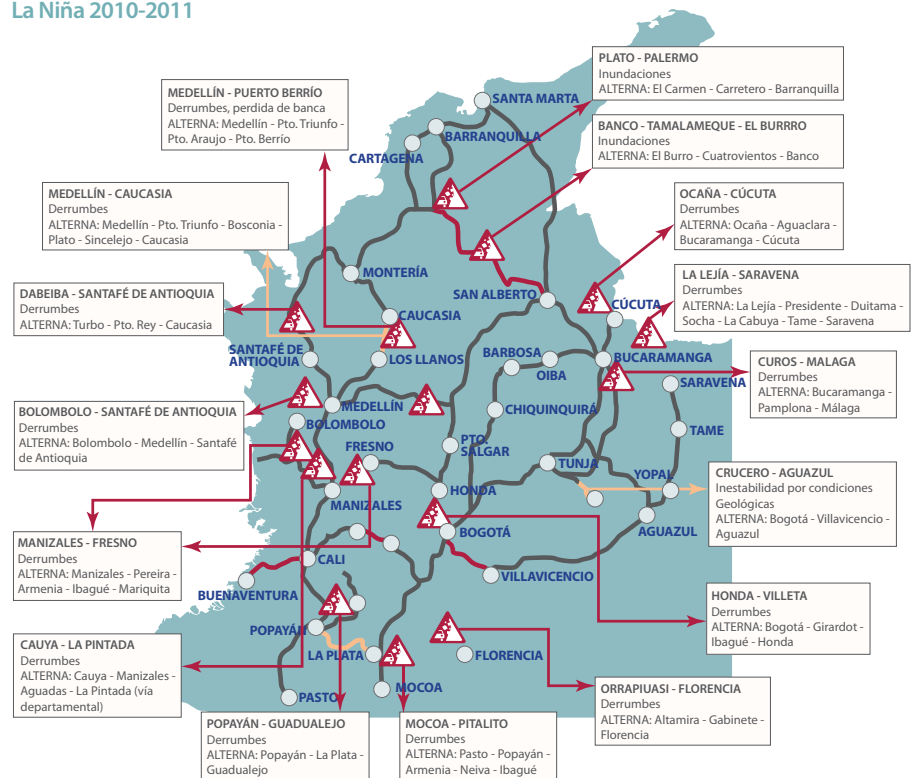 La Niña 2010-2011
PLATO - PALERMO
Inundaciones
ALTERNA: El Carmen - Carretero - Barranquilla
MEDELLÍN - PUERTO BERRÍO
Derrumbes, perdida de banca
ALTERNA: Medellín - Pto. Triunfo -
Pto. Araujo - Pto. Berrío
BANCO - TAMALAMEQUE - EL BURRRO
Inundaciones
ALTERNA: El Burro - Cuatrovientos - Banco
MEDELLÍN - CAUCASIA
Derrumbes
ALTERNA: Medellín - Pto. Triunfo - Bosconia -
Plato - Sincelejo - Caucasia
OCAÑA - CÚCUTA
Derrumbes
ALTERNA: Ocaña - Aguaclara -
Bucaramanga - Cúcuta
DABEIBA - SANTAFÉ DE ANTIOQUIA
Derrumbes
ALTERNA: Turbo - Pto. Rey - Caucasia
LA LEJÍA - SARAVENA
Derrumbes
ALTERNA: La Lejía - Presidente - Duitama -
Socha - La Cabuya - Tame - Saravena
CUROS - MALAGA
Derrumbes
ALTERNA: Bucaramanga -
Pamplona - Málaga
BOLOMBOLO - SANTAFÉ DE ANTIOQUIA
Derrumbes
ALTERNA: Bolombolo - Medellín - Santafé
de Antioquia
CRUCERO - AGUAZUL
Inestabilidad por condiciones
Geológicas
ALTERNA: Bogotá - Villavicencio -
Aguazul
MANIZALES - FRESNO
Derrumbes
ALTERNA: Manizales - Pereira -
Armenia - Ibagué - Mariquita
HONDA - VILLETA
Derrumbes
ALTERNA: Bogotá - Girardot -
Ibagué - Honda
CAUYA - LA PINTADA
Derrumbes
ALTERNA: Cauya - Manizales -
Aguadas - La Pintada (vía
departamental)
ORRAPIUASI - FLORENCIA
Derrumbes
ALTERNA: Altamira - Gabinete -
Florencia
POPAYÁN - GUADUALEJO
Derrumbes
ALTERNA: Popayán - La Plata -
Guadualejo
MOCOA - PITALITO
Derrumbes
ALTERNA: Pasto - Popayán -
Armenia - Neiva - Ibagué
SANTA MARTA
BARRANQUILLA
CARTAGENA
MONTERÍA
SAN ALBERTO
CÚCUTA
CAUCASIA
SANTAFÉ DE
ANTIOQUIA
LOS LLANOS
BARBOSA
OIBA
BUCARAMANGA
SARAVENA
MEDELLÍN
CHIQUINQUIRÁ
BOLOMBOLO
TAME
FRESNO
PTO.
SALGAR
TUNJA
YOPAL
MANIZALES
HONDA
BOGOTÁ
AGUAZUL
CALI
VILLAVICENCIO
BUENAVENTURA
POPAYÁN
LA PLATA
FLORENCIA
MOCOA
PASTO